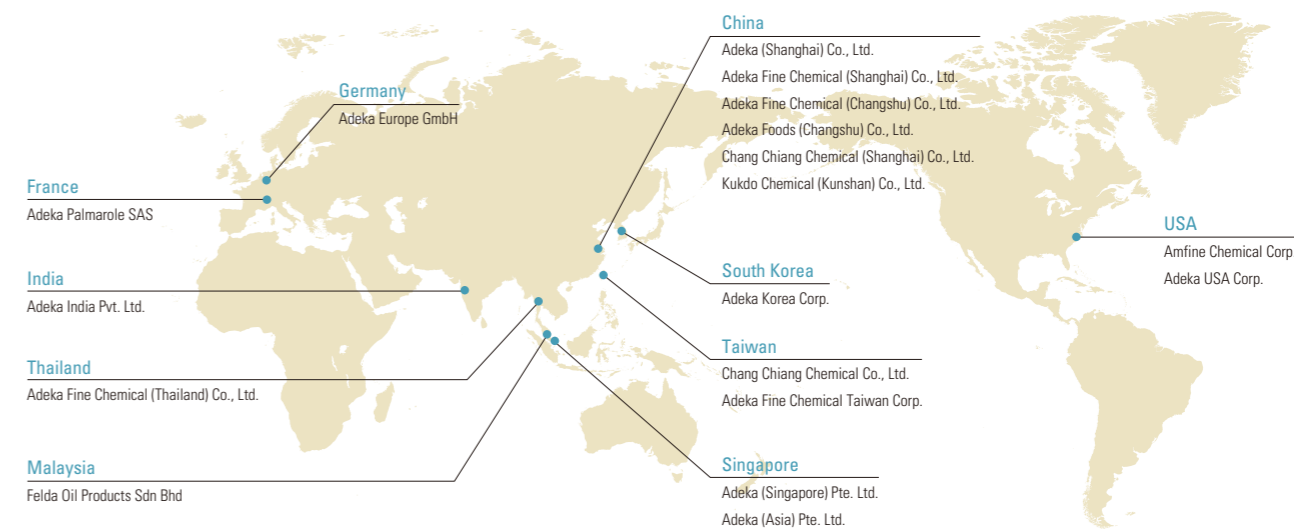 Germany
Adeka Europe GmbH
France
Adeka Palmarole SAS
India
Adeka India Pvt. Ltd.
Thailand
Adeka Fine Chemical (Thailand) Co., Ltd.
Malaysia
Felda Oil Products Sdn Bhd
China
Adeka (Shanghai) Co., Ltd.
Adeka Fine Chemical (Shanghai) Co., Ltd.
Adeka Fine Chemical (Changshu) Co., Ltd.
Adeka Foods (Changshu) Co., Ltd.
Chang Chiang Chemical (Shanghai) Co., Ltd.
Kukdo Chemical (Kunshan) Co., Ltd.
South Korea
Adeka Korea Corp.
Taiwan
Chang Chiang Chemical Co., Ltd.
Adeka Fine Chemical Taiwan Corp.
Singapore
Adeka (Singapore) Pte. Ltd.
Adeka (Asia) Pte. Ltd.
USA
Amfine Chemical Corp
Adeka USA Corp.